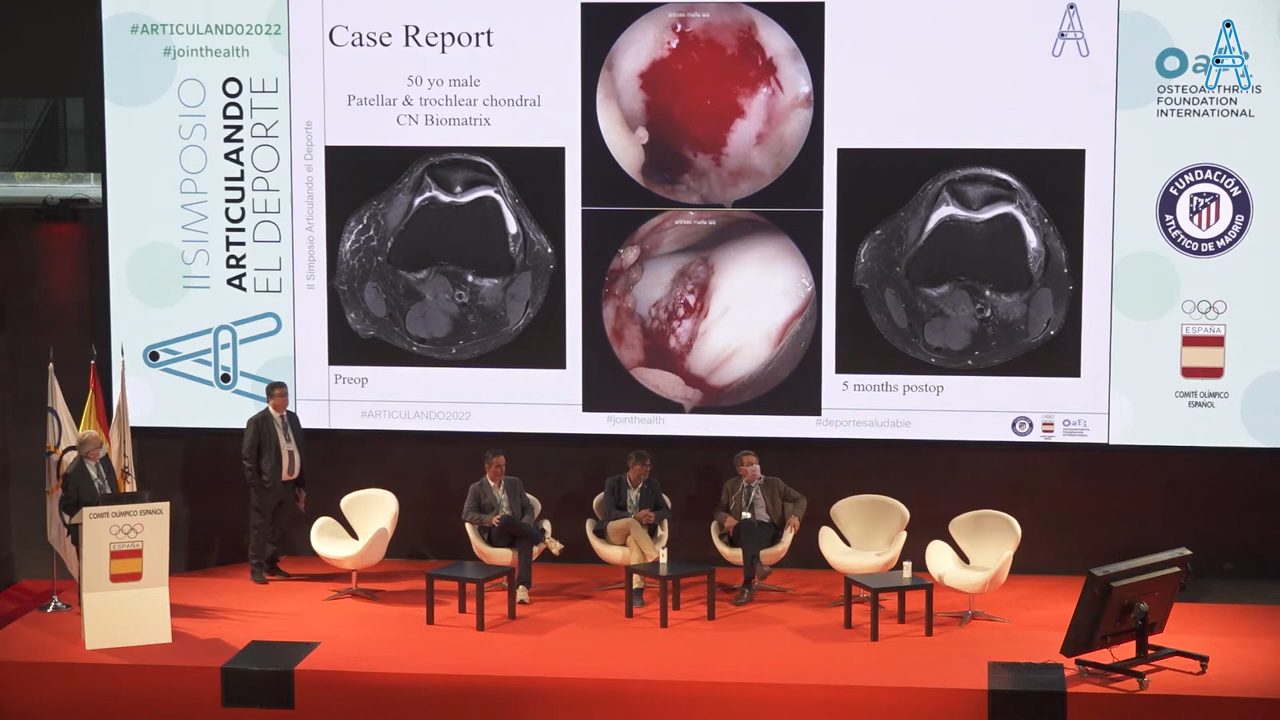 #ARTICULANDO2022
#jointhealth
II SIMPOSIO
ARTICULANDO
EL DEPORTE
II Simposio Articulando el Deporte
Case Report
50 yo male
Patellar & trochlear chondral
CN Biomatrix
Preop
5 months postop
#ARTICULANDO2022
#jointhealth
#deportesaludable
OSTEOARTHRITIS
FOUNDATION
INTERNATIONAL
FUNDACIÓN
ATLÉTICO DE MADRID
ESPAÑA
COMITÉ OLÍMPICO
ESPAÑOL
COMITÉ OLÍMPICO ESPAÑOL
ESPAÑA